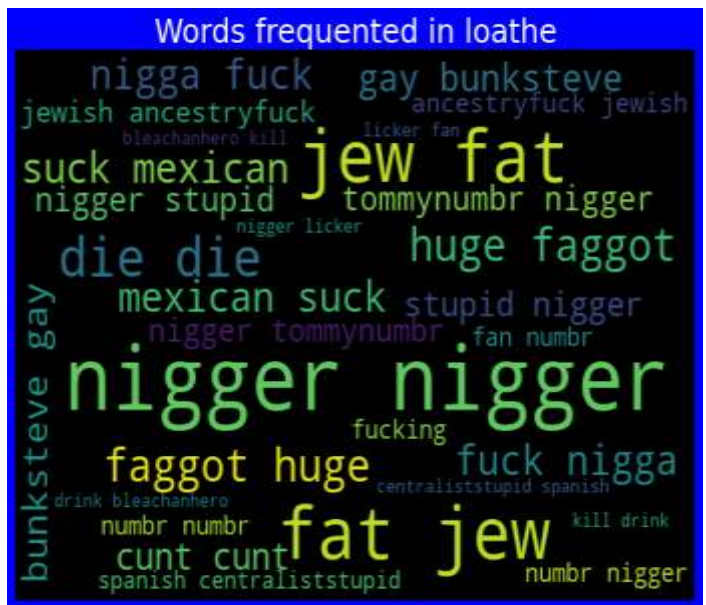 Words frequented in loathe
nigga fuck gay bunksteve
jewish ancestryfuck ancestryfuck jewish
bleachanhero kill licker fan
suck mexican jew fat
nigger stupid tommynumbr nigger
nigger licker
die die huge faggot
mexican suck stupid nigger
nigger tommynumbr fan numbr
nigger nigger
fucking
faggot huge fuck nigga
centraliststupid spanish
drink bleachanhero
numbr numbr fat jew kill drink
cunt cunt
spanish centraliststupid numbr nigger
bunksteve gay